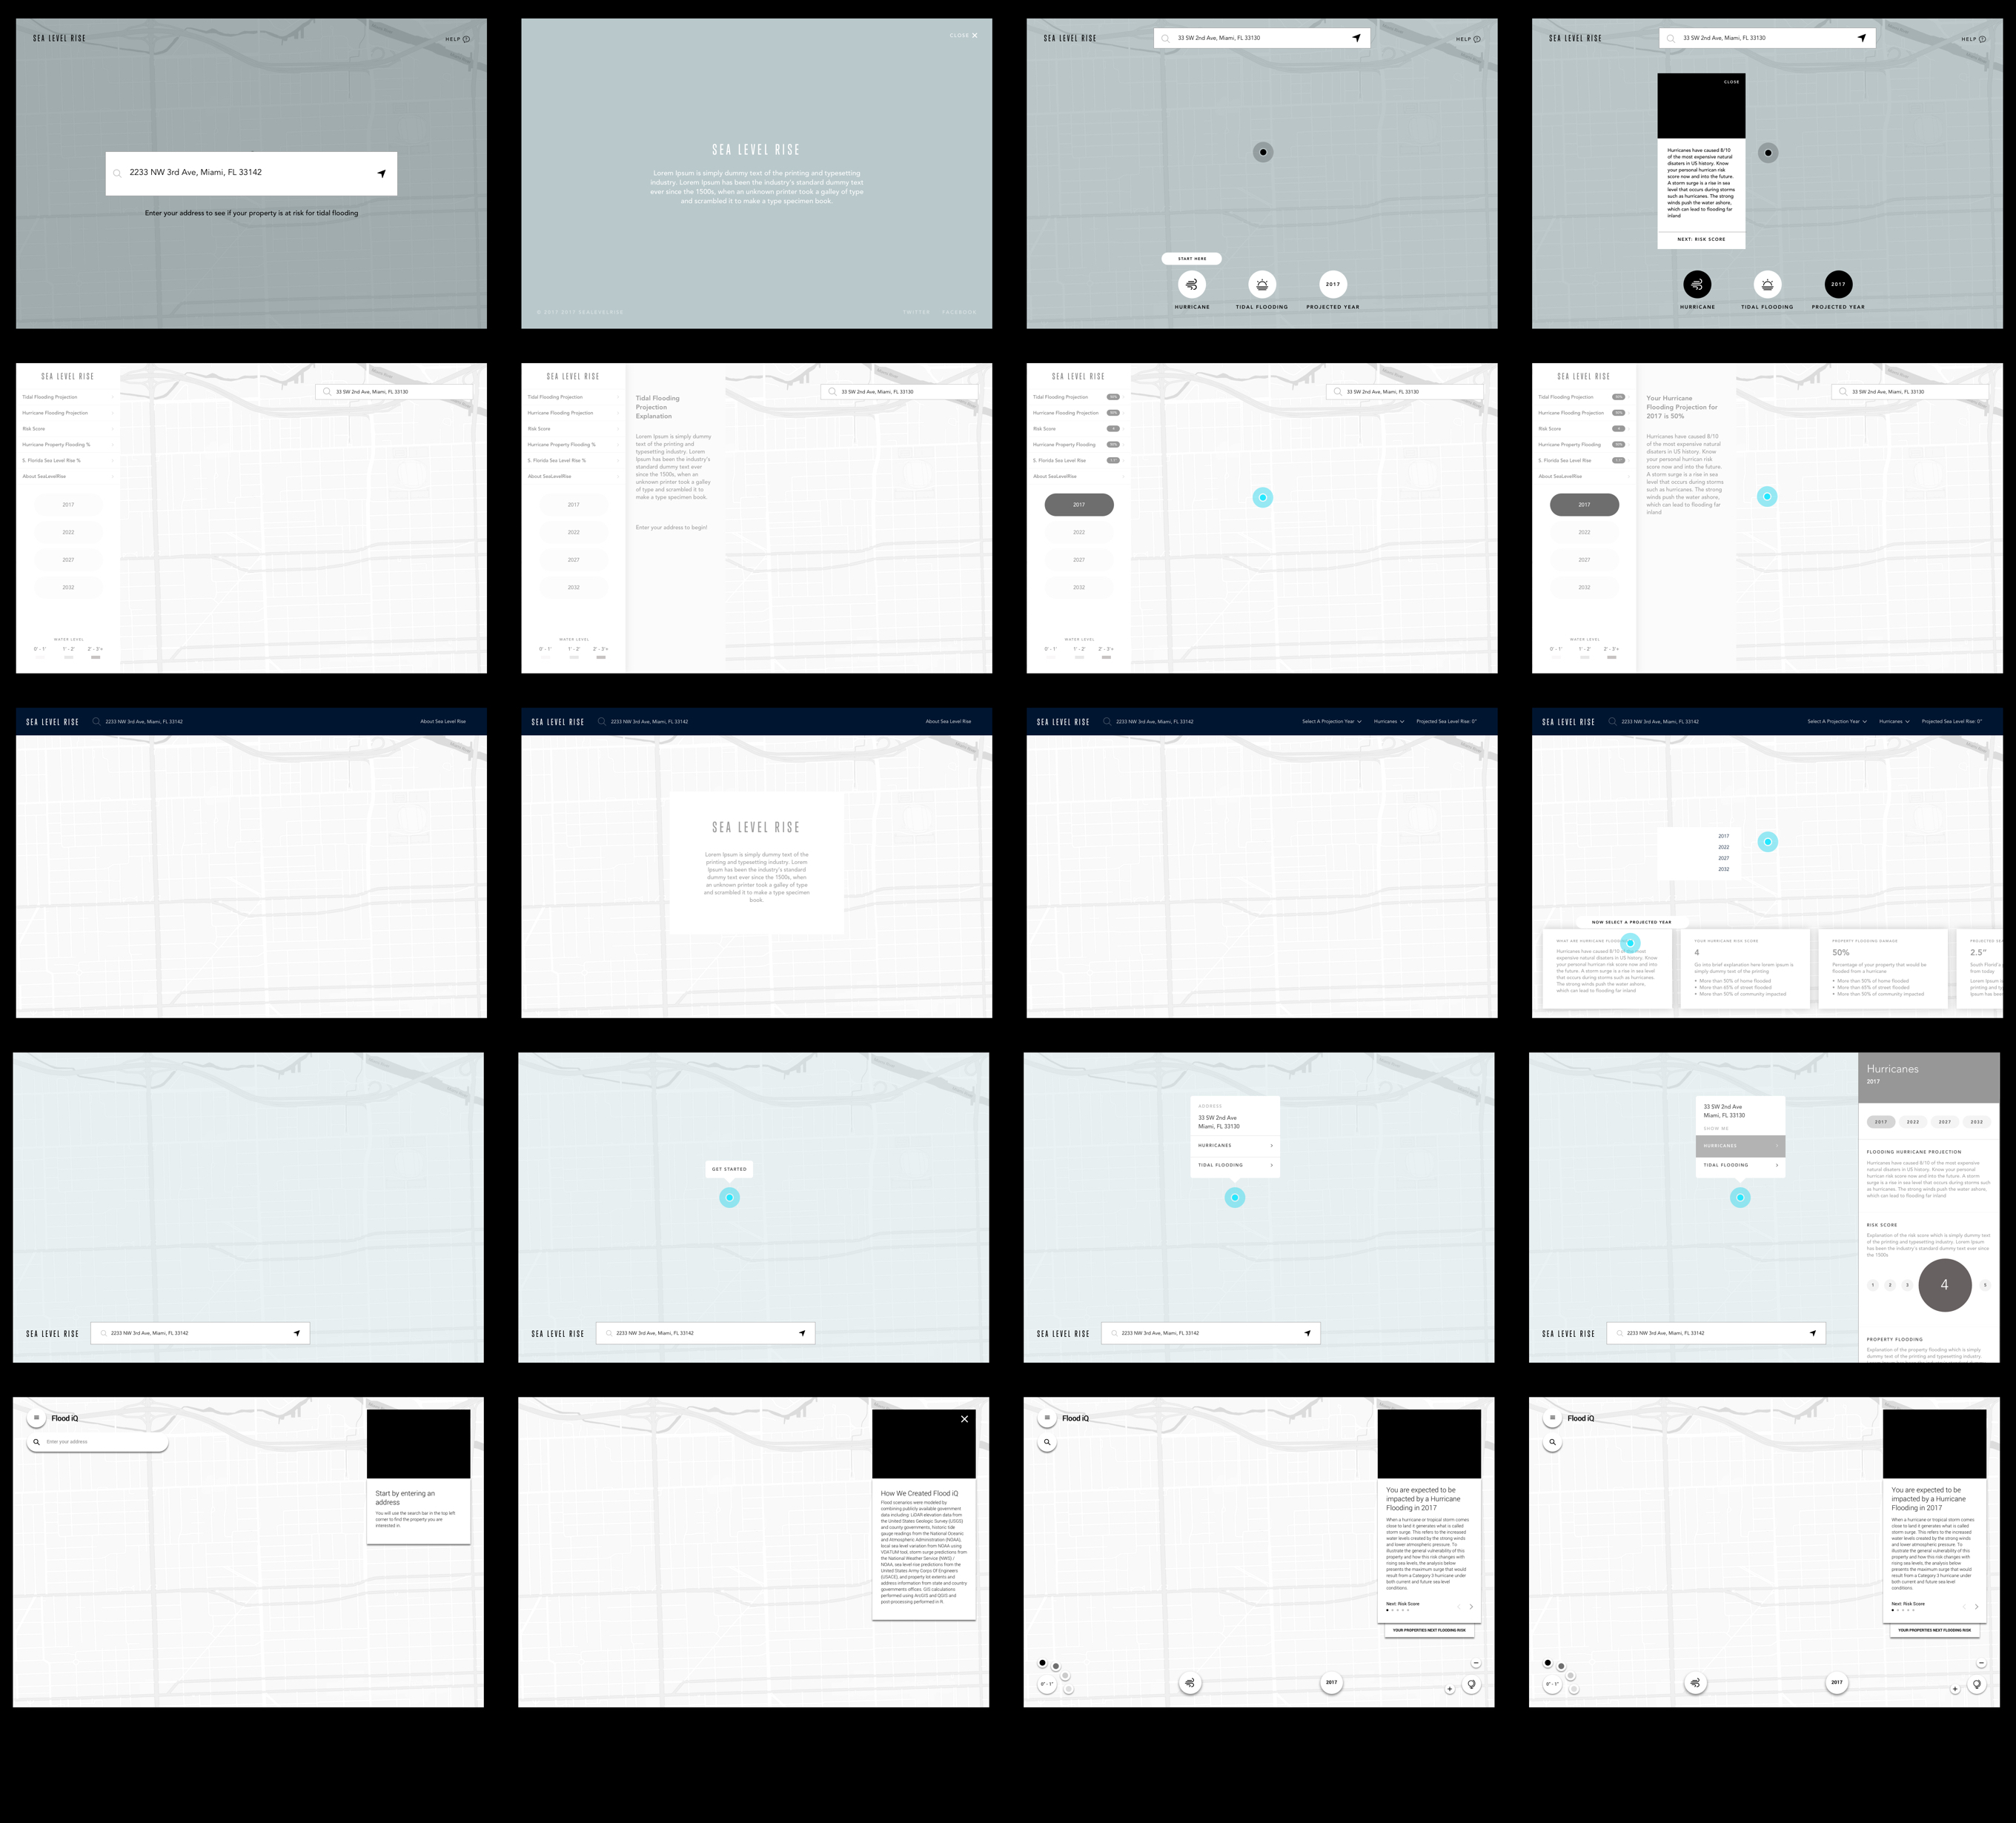 SEA LEVEL RISE
HELP
2233 NW 3rd Ave, Miami, FL 33142
Enter your address to see if your property is at risk for tidal flooding
CLOSE
SEA LEVEL RISE
Lorem Ipsum is simply dummy text of the printing and typesetting
industry. Lorem Ipsum has been the industry's standard dummy text
ever since the 1500s, when an unknown printer took a galley of type
and scrambled it to make a type specimen book.
TWITTER FACEBOOK
SEA LEVEL RISE
33 SW 2nd Ave, Miami, FL 33130
HELP
START HERE
2017
HURRICANE TIDAL FLOODING PROJECTED YEAR
SEA LEVEL RISE
33 SW 2nd Ave, Miami, FL 33130
HELP
CLOSE
Hurricanes have caused 8/10
of the most expensive natural
disasters in US history. Know
your personal hurrican risk
score now and into the future.
A storm surge is a rise in sea
level that occurs during storms
such as hurricanes. The strong
winds push the water ashore,
which can lead to flooding far
inland
NEXT: RISK SCORE
2017
HURRICANE TIDAL FLOODING PROJECTED YEAR
SEA LEVEL RISE
33 SW 2nd Ave, Miami, FL 33130
Tidal Flooding Projection
Hurricane Flooding Projection
Risk Score
Hurricane Property Flooding %
S. Florida Sea Level Rise %
About SeaLevelRise
2017
2022
2027
2032
WATER LEVEL
0' - 1' 1' - 2' 2' - 3'+
SEA LEVEL RISE
33 SW 2nd Ave, Miami, FL 33130
Tidal Flooding Projection
Hurricane Flooding Projection
Risk Score
Hurricane Property Flooding %
S. Florida Sea Level Rise %
About SeaLevelRise
2017
2022
2027
2032
WATER LEVEL
0' - 1' 1' - 2' 2' - 3'+
Tidal Flooding
Projection
Explanation
Lorem Ipsum is simply dummy
text of the printing and
typesetting industry. Lorem
Ipsum has been the industry's
standard dummy text ever
since the 1500s, when an
unknown printer took a galley
of type and scrambled it to
make a type specimen book.
Enter your address to begin!
SEA LEVEL RISE
33 SW 2nd Ave, Miami, FL 33130
Tidal Flooding Projection
Hurricane Flooding Projection
Risk Score
Hurricane Property Flooding
S. Florida Sea Level Rise
About SeaLevelRise
2017
2022
2027
2032
WATER LEVEL
0' - 1' 1' - 2' 2' - 3'+
SEA LEVEL RISE
33 SW 2nd Ave, Miami, FL 33130
Tidal Flooding Projection
Hurricane Flooding Projection
Risk Score
Hurricane Property Flooding
S. Florida Sea Level Rise
About SeaLevelRise
2017
2022
2027
2032
WATER LEVEL
0' - 1' 1' - 2' 2' - 3'+
Your Hurricane
Flooding Projection for
2017 is 50%
Hurricanes have caused 8/10
of the most expensive natural
disasters in US history. Know
your personal hurrican risk
score now and into the future.
A storm surge is a rise in sea
level that occurs during storms
such as hurricanes. The strong
winds push the water ashore,
which can lead to flooding far
inland
SEA LEVEL RISE 2233 NW 3rd Ave, Miami, FL 33142 About Sea Level Rise
SEA LEVEL RISE 2233 NW 3rd Ave, Miami, FL 33142 About Sea Level Rise
SEA LEVEL RISE
Lorem Ipsum is simply dummy text of the
printing and typesetting industry. Lorem
Ipsum has been the industry's standard
dummy text ever since the 1500s, when
an unknown printer took a galley of type
and scrambled it to make a type specimen
book.
SEA LEVEL RISE 2233 NW 3rd Ave, Miami, FL 33142 Select A Projection Year Hurricanes Projected Sea Level Rise: 0"
SEA LEVEL RISE 2233 NW 3rd Ave, Miami, FL 33142 Select A Projection Year Hurricanes Projected Sea Level Rise: 0"
2017
2022
2027
2032
NOW SELECT A PROJECTED YEAR
WHAT ARE HURRICANE
Hurricanes have caused 8/10 of the most
expensive natural disasters in US history. Know
your personal hurrican risk score now and into
the future. A storm surge is a rise in sea level
that occurs during storms such as hurricanes.
The strong winds push the water ashore,
which can lead to flooding far inland
YOUR HURRICANE RISK SCORE
4
Go into brief explanation here lorem ipsum is
simply dummy text of the printing
PROPERTY FLOODING DAMAGE
50%
Percentage of your property that would be
flooded from a hurricane
• More than 50% of home flooded
• More than 65% of street flooded
• More than 50% of community impacted
PROJECTED SE
2.5"
South Florida's
from today.
Lorem Ipsum is
printing and ty
Ipsum has bee
SEA LEVEL RISE 2233 NW 3rd Ave, Miami, FL 33142
GET STARTED
SEA LEVEL RISE 2233 NW 3rd Ave, Miami, FL 33142
ADDRESS
33 SW 2nd Ave
Miami, FL 33130
HURRICANES
TIDAL FLOODING
SEA LEVEL RISE 2233 NW 3rd Ave, Miami, FL 33142
33 SW 2nd Ave
Miami, FL 33130
SHOW ME
HURRICANES
TIDAL FLOODING
SEA LEVEL RISE 2233 NW 3rd Ave, Miami, FL 33142
Hurricanes
2017
2017 2022 2027 2032
FLOODING HURRICANE PROJECTION
Hurricanes have caused 8/10 of the most expensive
natural disasters in US history. Know your personal
hurrican risk score now and into the future. A storm
surge is a rise in sea level that occurs during storms such
as hurricanes. The strong winds push the water ashore,
which can lead to flooding far inland
RISK SCORE
Explanation of the risk score which is simply dummy text
of the printing and typesetting industry. Lorem Ipsum
has been the industry's standard dummy text ever since
the 1500s
1 2 3 4 5
PROPERTY FLOODING
Explanation of the property flooding which is simply
dummy text of the printing and typesetting industry.
Flood iQ
Enter your address
Start by entering an
address
You will use the search bar in the top left
corner to find the property you are
interested in.
How We Created Flood iQ
Flood scenarios were modeled by
combining publicly available government
data including: LIDAR elevation data from
the United States Geologic Survey (USGS)
and county governments, historic tide
gauge readings from the National Oceanic
and Atmospheric Administration (NOAA),
local sea level variation from NOAA using
VDATUM tool, storm surge predictions from
the National Weather Service (NWS) /
NOAA, sea level rise predictions from the
United States Army Corps Of Engineers
(USACE), and property lot extents and
address information from state and country
governments offices. GIS calculations
performed using ArcGIS and QGIS and
post-processing performed in R.
Flood iQ
You are expected to be
impacted by a Hurricane
Flooding in 2017
When a hurricane or tropical storm comes
close to land it generates what is called
storm surge. This refers to the increased
water levels created by the strong winds
and lower atmospheric pressure. To
illustrate the general vulnerability of this
property and how this risk changes with
rising sea levels, the analysis below
presents the maximum surge that would
result from a Category 3 hurricane under
both current and future sea level
conditions.
Next: Risk Score
YOUR PROPERTIES NEXT FLOODING RISK
0" - 1"
2017
Flood iQ
You are expected to be
impacted by a Hurricane
Flooding in 2017
When a hurricane or tropical storm comes
close to land it generates what is called
storm surge. This refers to the increased
water levels created by the strong winds
and lower atmospheric pressure. To
illustrate the general vulnerability of this
property and how this risk changes with
rising sea levels, the analysis below
presents the maximum surge that would
result from a Category 3 hurricane under
both current and future sea level
conditions.
Next: Risk Score
YOUR PROPERTIES NEXT FLOODING RISK
0" - 1"
2017